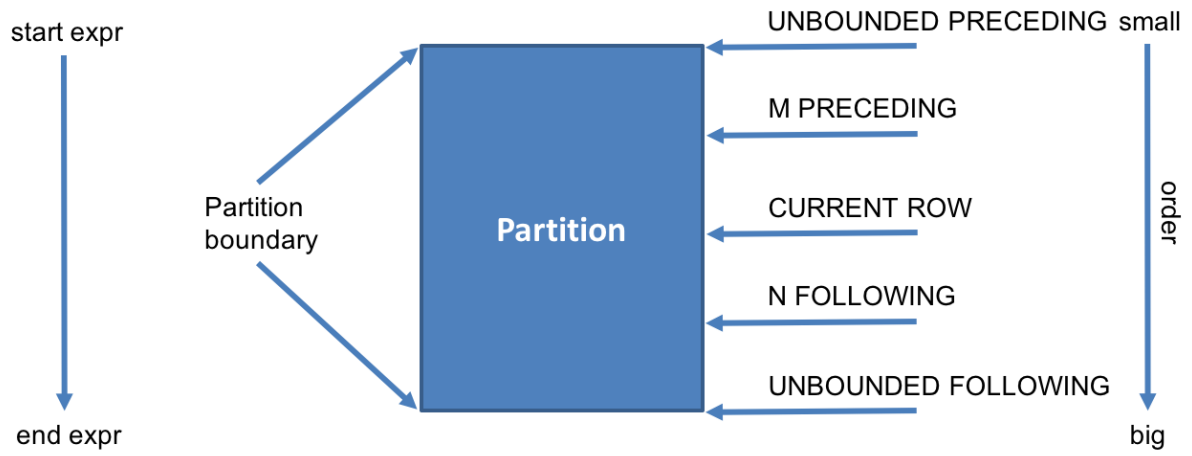 start expr
UNBOUNDED PRECEDING
small
M PRECEDING
Partition
boundary
Partition
CURRENT ROW
order
N FOLLOWING
UNBOUNDED FOLLOWING
end expr
big